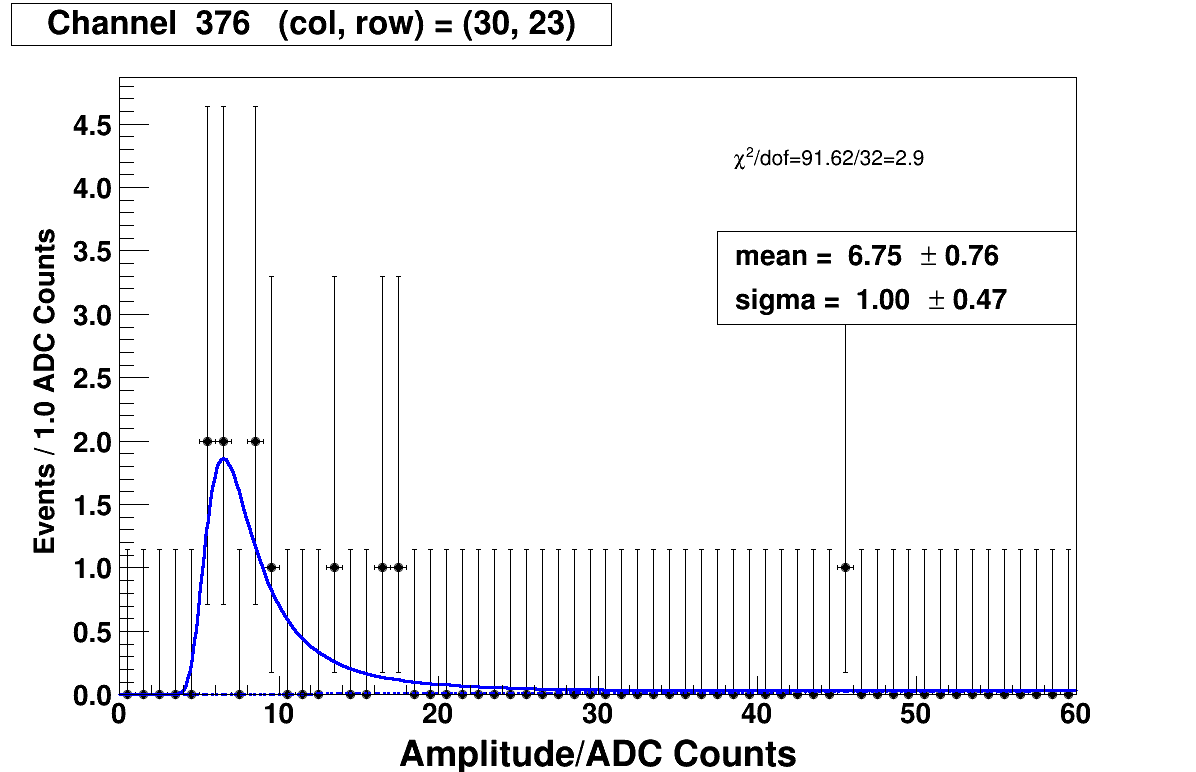 Channel  376   (col, row) = (30, 23)
χ²/dof=91.62/32=2.9
mean =  6.75  ± 0.76
sigma =  1.00  ± 0.47
Events / 1.0 ADC Counts
4.5
4.0
3.5
3.0
2.5
2.0
1.5
1.0
0.5
0.0
0 10 20 30 40 50 60
Amplitude/ADC Counts